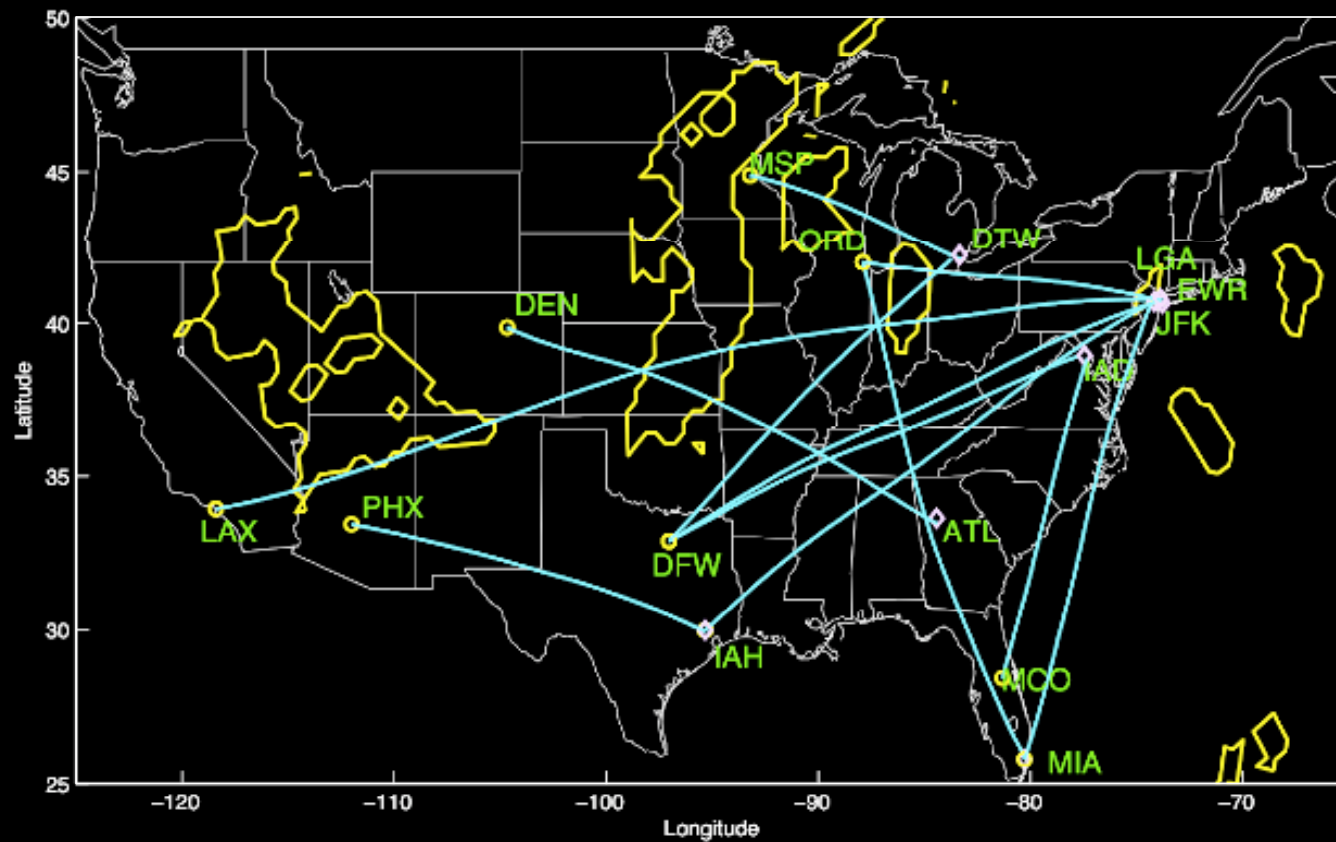 50
MSP
45
ORD
DTW
LGA
DEN
EWR
40
JFK
IAD
Latitude
35
PHX
LAX
ATL
DFW
30
IAH
MCO
MIA
25
−120
−110
−100
−90
−80
−70
Longitude